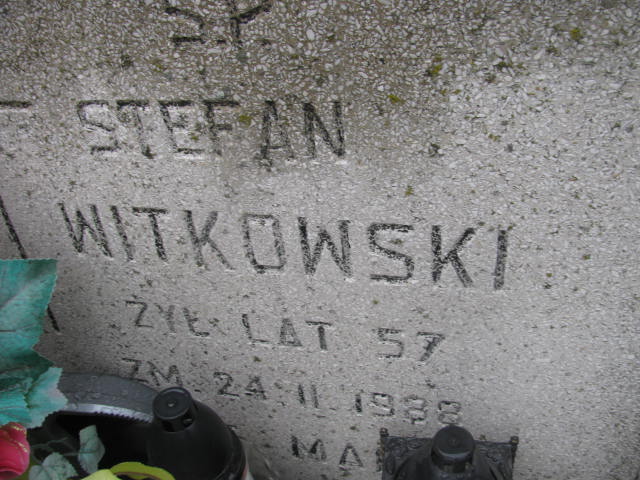 Ś.P.
STEFAN
WITKOWSKI
ŻYŁ LAT 57
ZM. 24 II 1988